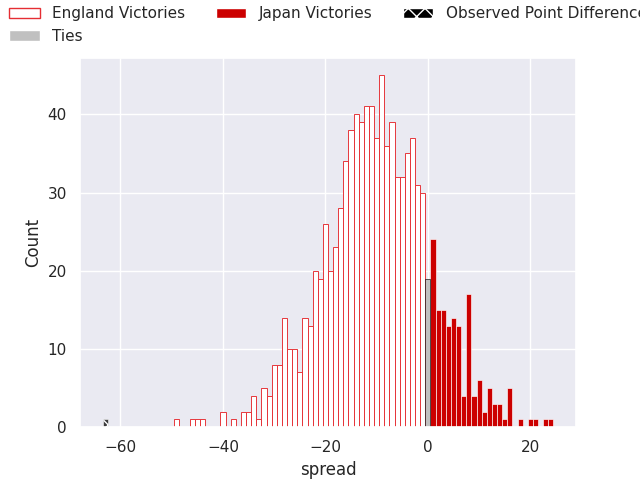 England Victories Japan Victories Observed Point Difference
Ties
40
30
20
10
0
Count
−60 −40 −20 0 20
spread